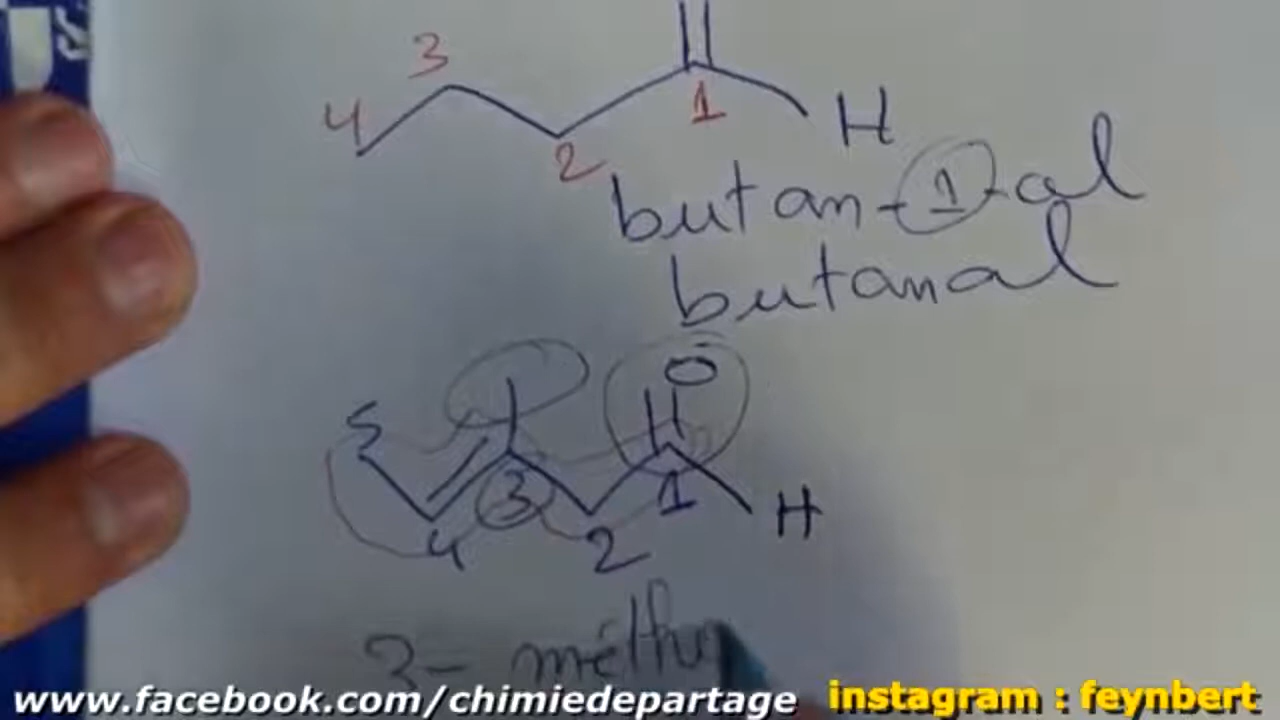 3
4
1
2
H
butan-1-al
butanal
O
5
3
1
4
2
H
3- méthy
www.facebook.com/chimiedepartage
instagram : feynbert